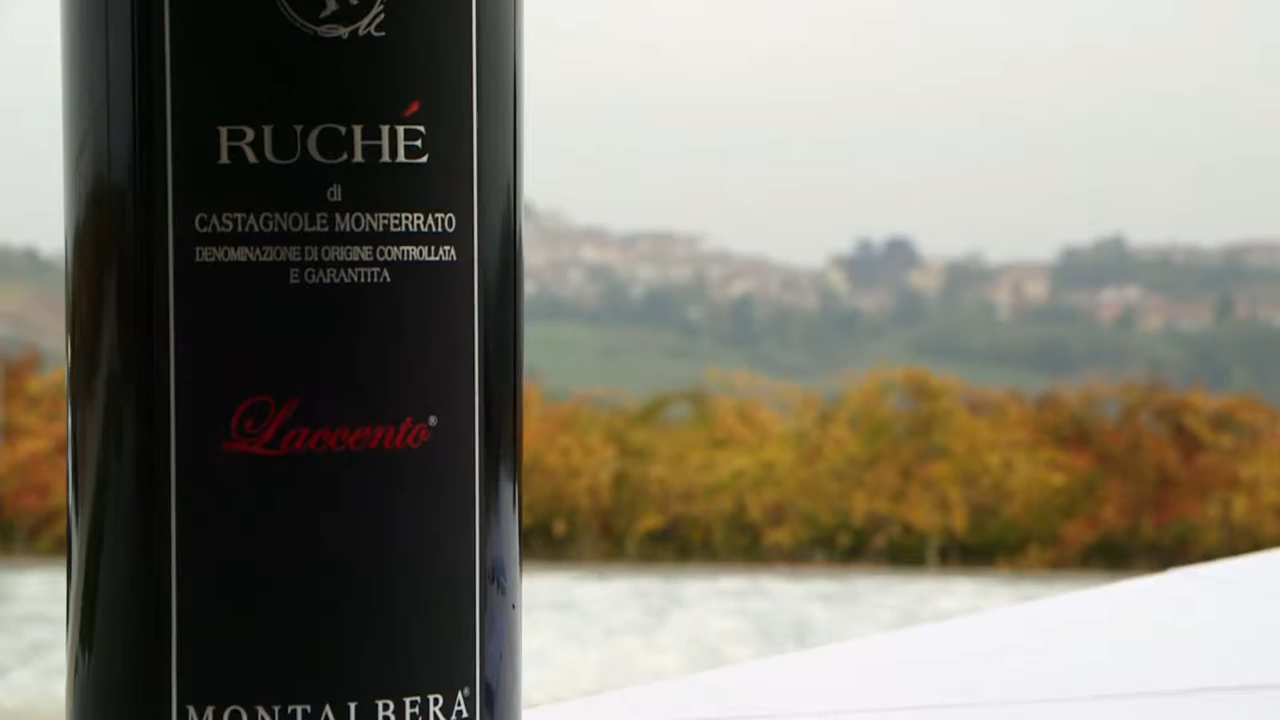 RUCHÉ
di
CASTAGNOLE MONFERRATO
DENOMINAZIONE DI ORIGINE CONTROLLATA
E GARANTITA
Laccento®
MONTALBERA®